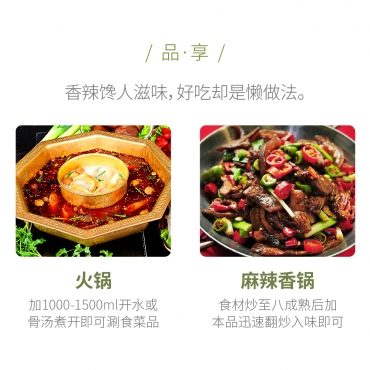 / 品·享 /
香辣馋人滋味，好吃却是懒做法。
火锅
加1000-1500ml开水或
骨汤煮开即可涮食菜品
麻辣香锅
食材炒至八成熟后加
本品迅速翻炒入味即可